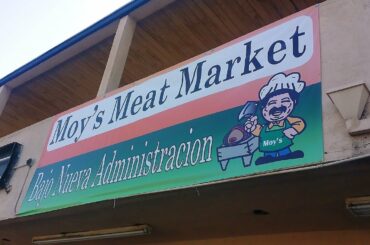 Moy's Meat Market
Bajo Nueva Administracion
Moy's